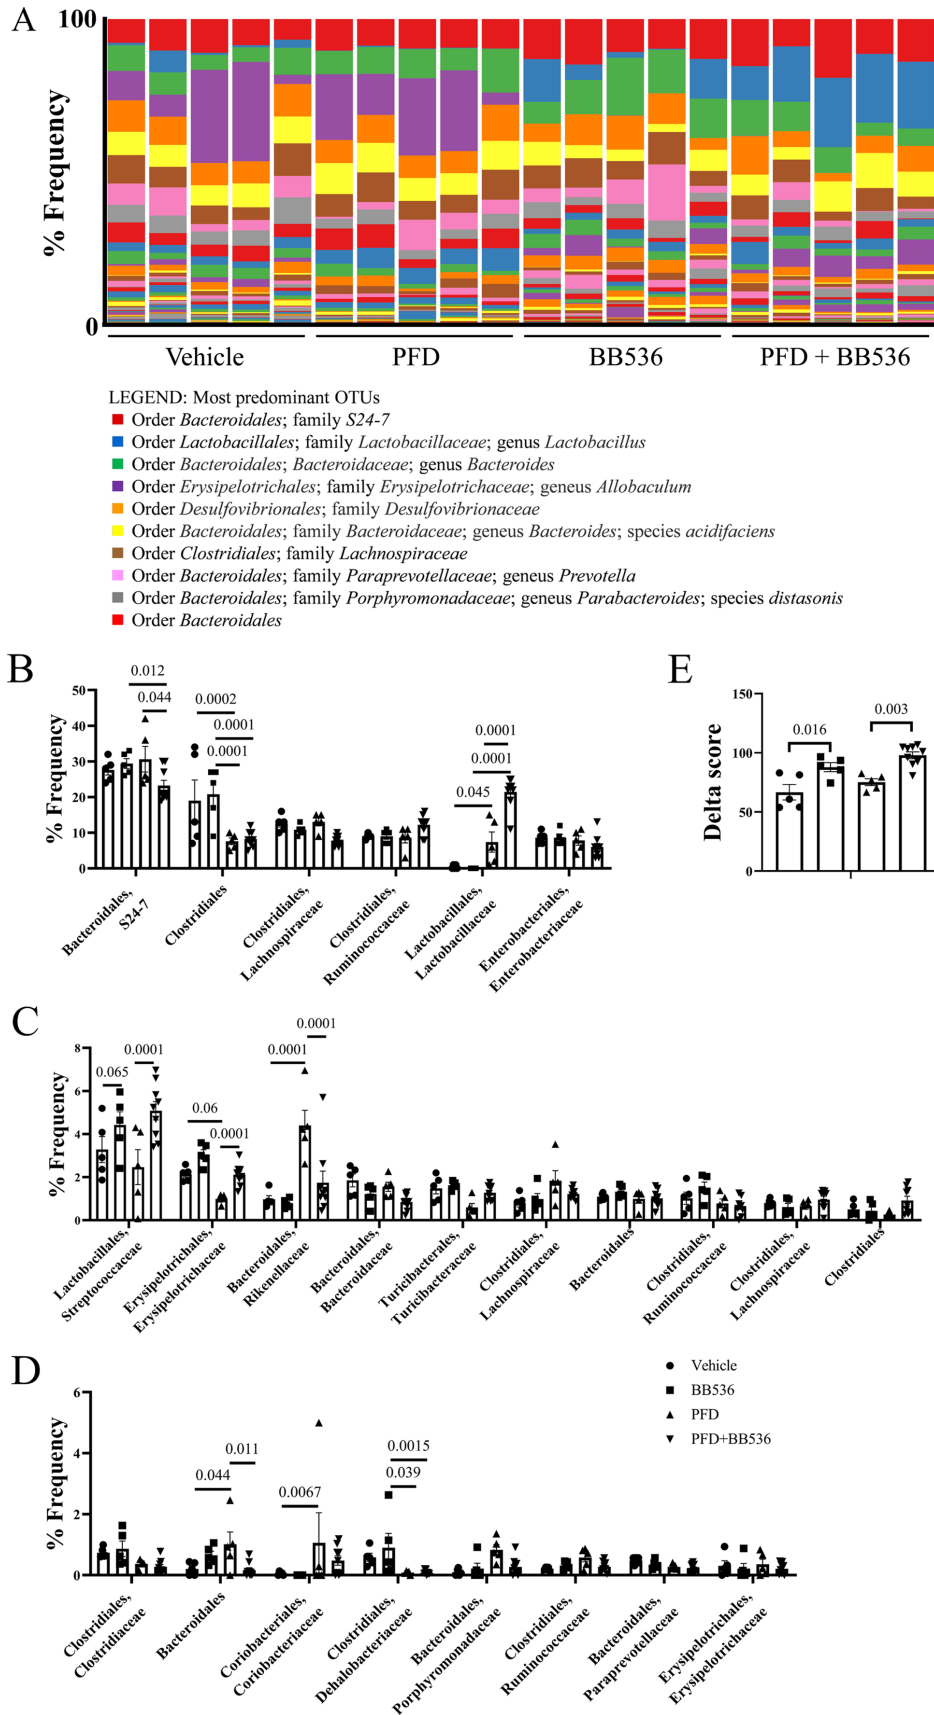 A
100
% Frequency
0
Vehicle
PFD
BB536
PFD + BB536
LEGEND: Most predominant OTUs
Order Bacteroidales; family S24-7
Order Lactobacillales; family Lactobacillaceae; genus Lactobacillus
Order Bacteroidales; Bacteroidaceae; genus Bacteroides
Order Erysipelotrichales; family Erysipelotrichaceae; geneus Allobaculum
Order Desulfovibrionales; family Desulfovibrionaceae
Order Bacteroidales; family Bacteroidaceae; geneus Bacteroides; species acidifaciens
Order Clostridiales; family Lachnospiraceae
Order Bacteroidales; family Paraprevotellaceae; geneus Prevotella
Order Bacteroidales; family Porphyromonadaceae; geneus Parabacteroides; species distasonis
Order Bacteroidales
B
% Frequency
50
40
30
20
10
0
0.012
0.044
0.0002
0.0001
0.0001
0.0001
0.0001
0.045
Bacteroidales,
S24-7
Clostridiales
Clostridiales,
Lachnospiraceae
Clostridiales,
Ruminococcaceae
Lactobacillales,
Lactobacillaceae
Enterobacteriales,
Enterobacteriaceae
E
Delta score
150
100
50
0
0.016
0.003
C
% Frequency
8
6
4
2
0
0.065
0.0001
0.06
0.0001
0.0001
0.0001
Lactobacillales,
Streptococcaceae
Erysipelotrichales,
Erysipelotrichaceae
Bacteroidales,
Rikenellaceae
Bacteroidales,
Bacteroidaceae
Turicibacterales,
Turicibacteraceae
Clostridiales,
Lachnospiraceae
Bacteroidales
Clostridiales,
Ruminococcaceae
Clostridiales,
Lachnospiraceae
Clostridiales
D
% Frequency
6
4
2
0
0.044
0.011
0.0067
0.0015
0.039
Vehicle
BB536
PFD
PFD+BB536
Clostridiales,
Clostridiaceae
Bacteroidales
Coriobacteriales,
Coriobacteriaceae
Clostridiales,
Dehalobacteriaceae
Bacteroidales,
Porphyromonadaceae
Clostridiales,
Ruminococcaceae
Bacteroidales,
Paraprevotellaceae
Erysipelotrichales,
Erysipelotrichaceae